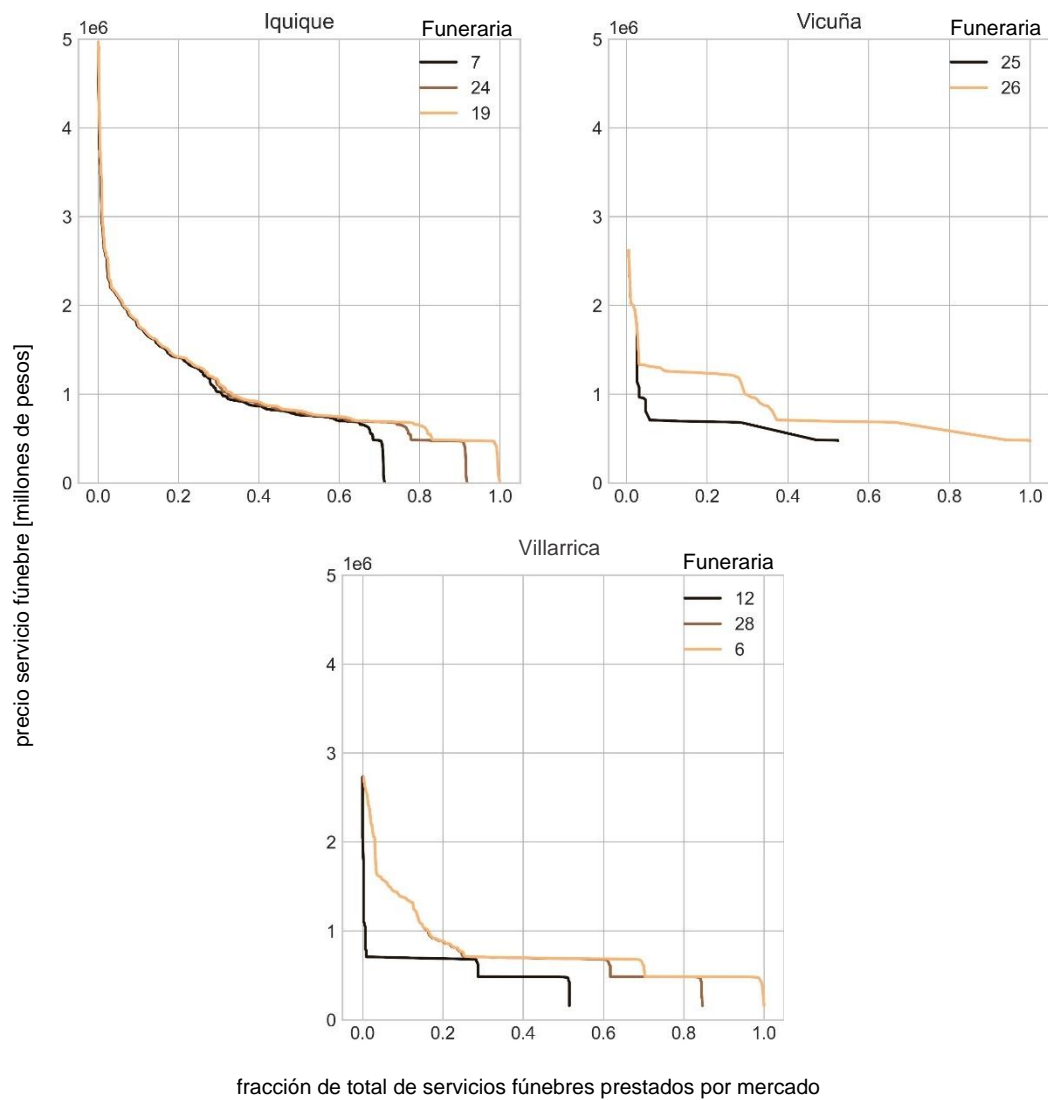 Iquique
Funeraria
1e6
7
24
19
5
4
3
2
1
0
0.0 0.2 0.4 0.6 0.8 1.0
Vicuña
Funeraria
1e6
25
26
5
4
3
2
1
0
0.0 0.2 0.4 0.6 0.8 1.0
precio servicio fúnebre [millones de pesos]
Villarrica
Funeraria
1e6
12
28
6
5
4
3
2
1
0
0.0 0.2 0.4 0.6 0.8 1.0
fracción de total de servicios fúnebres prestados por mercado